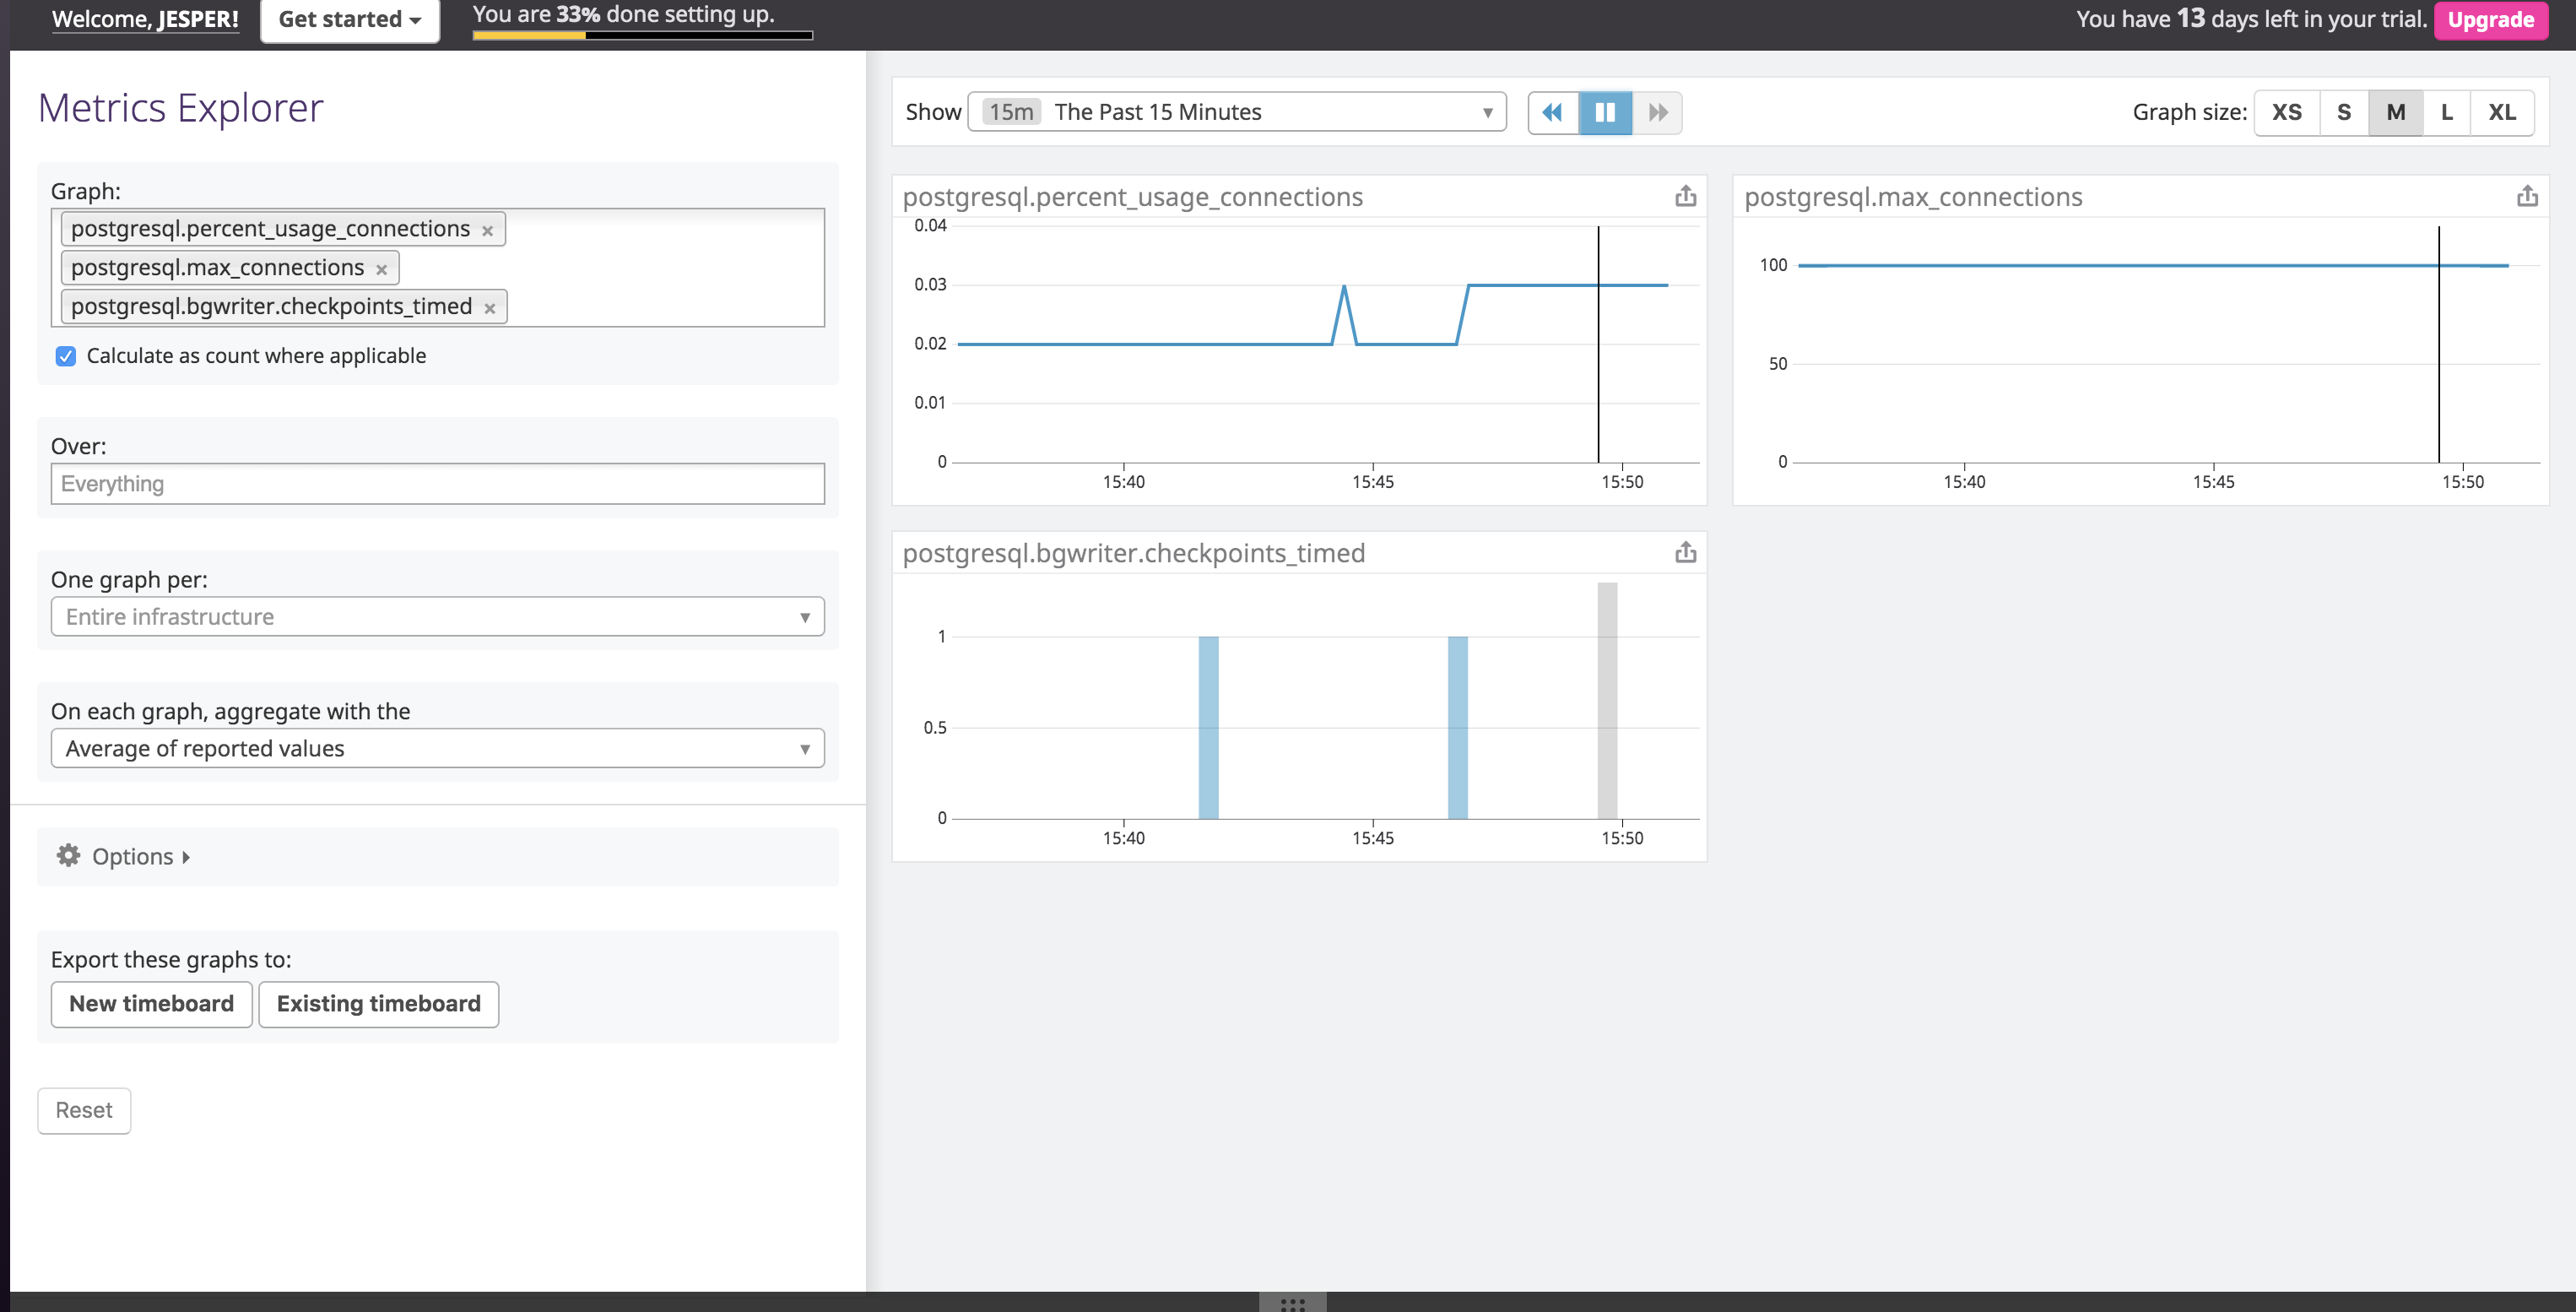 Welcome, JESPER!
Get started
You are 33% done setting up.
You have 13 days left in your trial.
Upgrade
Metrics Explorer
Graph:
postgresql.percent_usage_connections ×
postgresql.max_connections ×
postgresql.bgwriter.checkpoints_timed ×
Calculate as count where applicable
Over:
Everything
One graph per:
Entire infrastructure
On each graph, aggregate with the
Average of reported values
Options
Export these graphs to:
New timeboard
Existing timeboard
Reset
Show 15m The Past 15 Minutes
Graph size: XS S M L XL
postgresql.percent_usage_connections
0.04
0.03
0.02
0.01
0
15:40 15:45 15:50
postgresql.max_connections
100
50
0
15:40 15:45 15:50
postgresql.bgwriter.checkpoints_timed
1
0.5
0
15:40 15:45 15:50